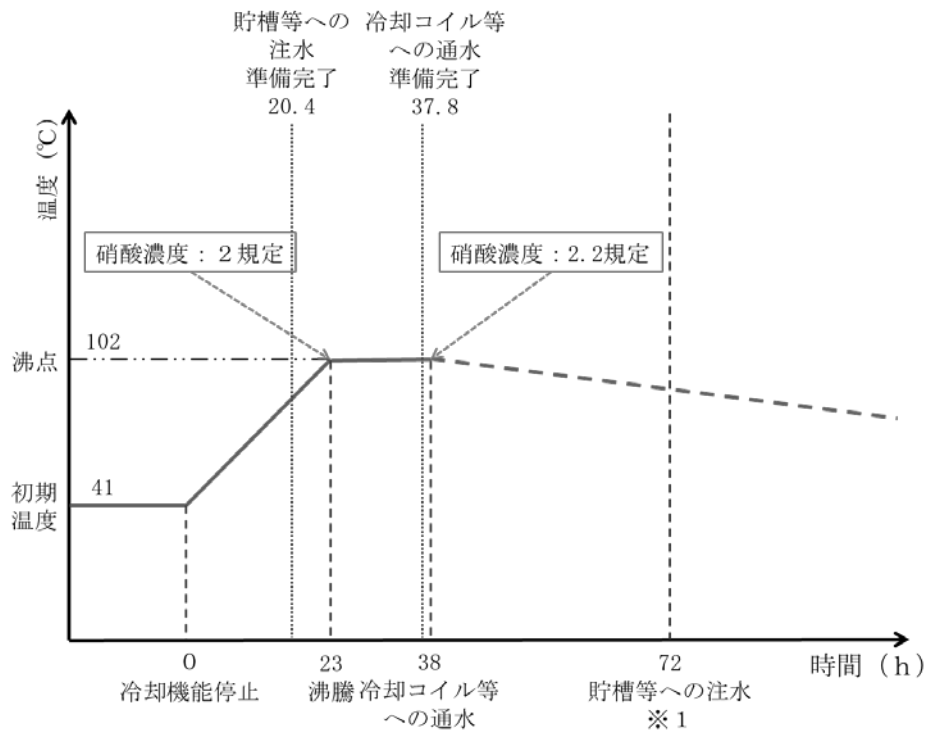 貯槽等への
注水
準備完了
20.4
冷却コイル等
への通水
準備完了
37.8
温度(℃)
硝酸濃度：２規定
硝酸濃度：2.2規定
102
沸点
41
初期
温度
0
冷却機能停止
23
沸騰
38
冷却コイル等
への通水
72
貯槽等への注水
※１
時間（ｈ）